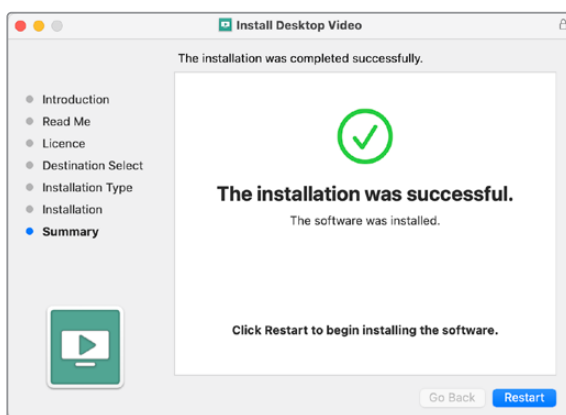 Install Desktop Video
The installation was completed successfully.
Introduction
Read Me
Licence
Destination Select
Installation Type
Installation
Summary
The installation was successful.
The software was installed.
Click Restart to begin installing the software.
Go Back
Restart